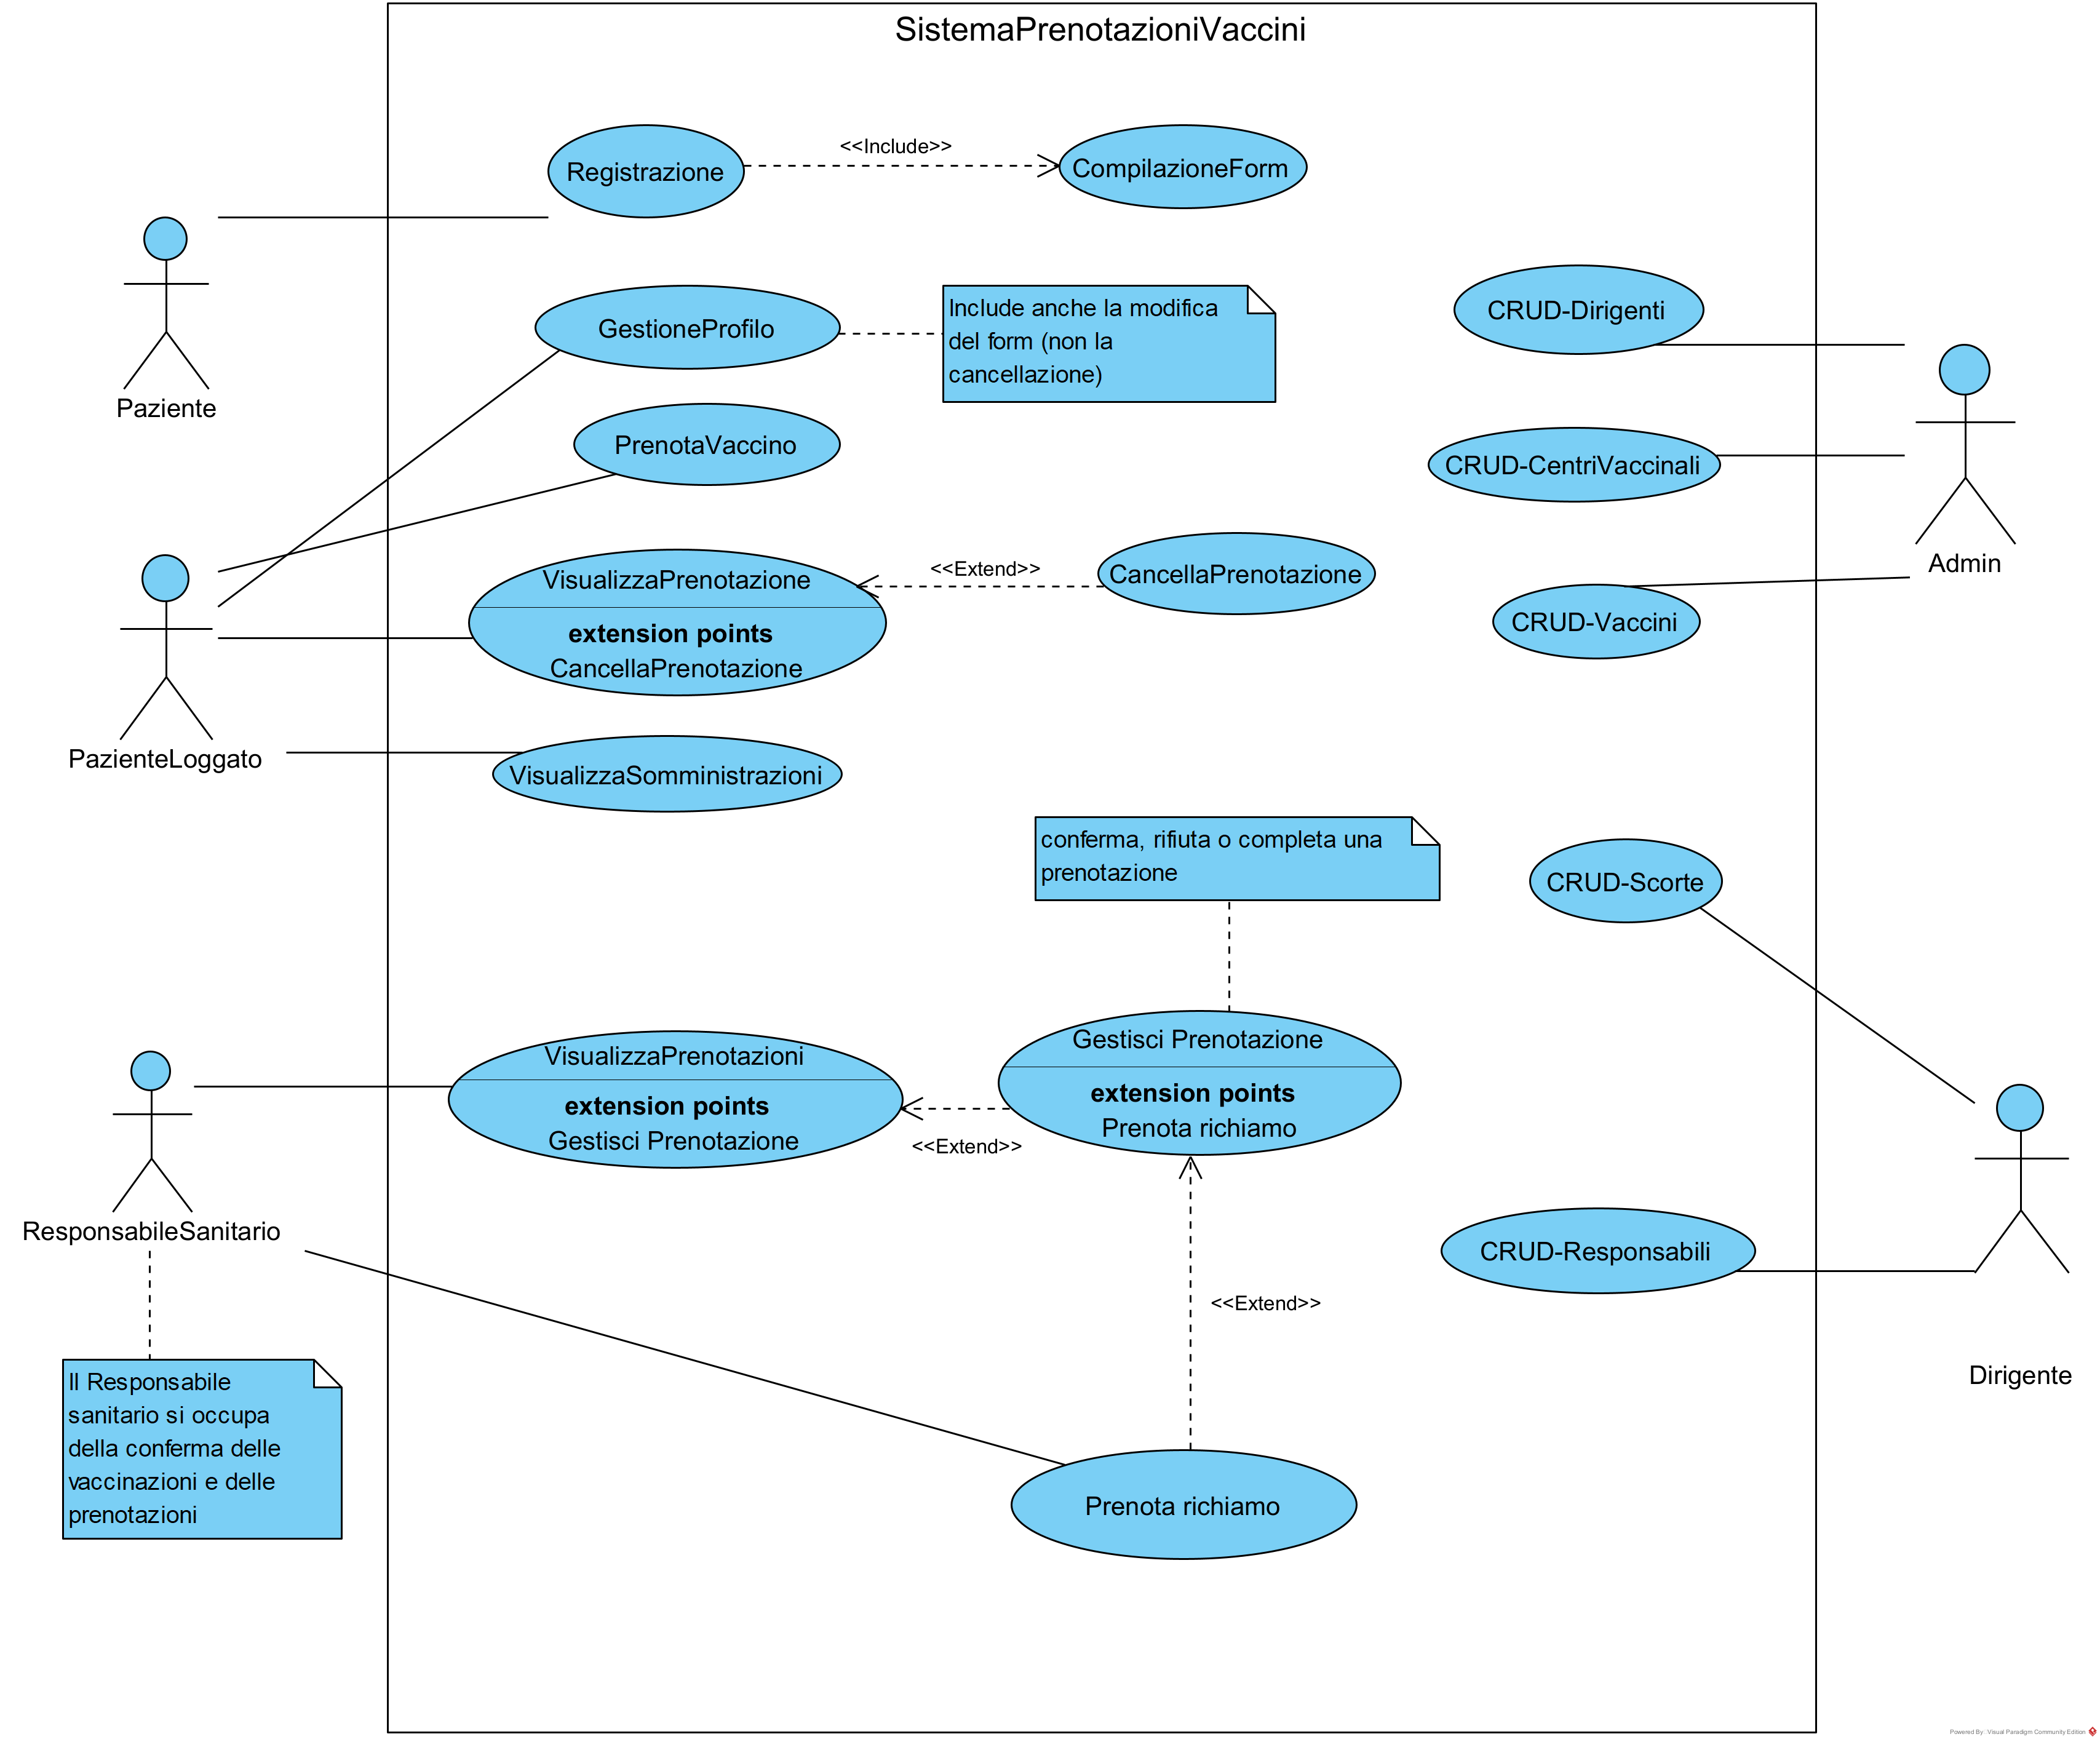 SistemaPrenotazioniVaccini
Registrazione
<<Include>>
CompilazioneForm
Paziente
GestioneProfilo
Include anche la modifica
del form (non la
cancellazione)
CRUD-Dirigenti
PrenotaVaccino
CRUD-CentriVaccinali
Admin
VisualizzaPrenotazione
extension points
CancellaPrenotazione
<<Extend>>
CancellaPrenotazione
CRUD-Vaccini
PazienteLoggato
VisualizzaSomministrazioni
conferma, rifiuta o completa una
prenotazione
CRUD-Scorte
VisualizzaPrenotazioni
extension points
Gestisci Prenotazione
<<Extend>>
Gestisci Prenotazione
extension points
Prenota richiamo
ResponsabileSanitario
CRUD-Responsabili
<<Extend>>
Dirigente
Il Responsabile
sanitario si occupa
della conferma delle
vaccinazioni e delle
prenotazioni
Prenota richiamo
Powered By: Visual Paradigm Community Edition